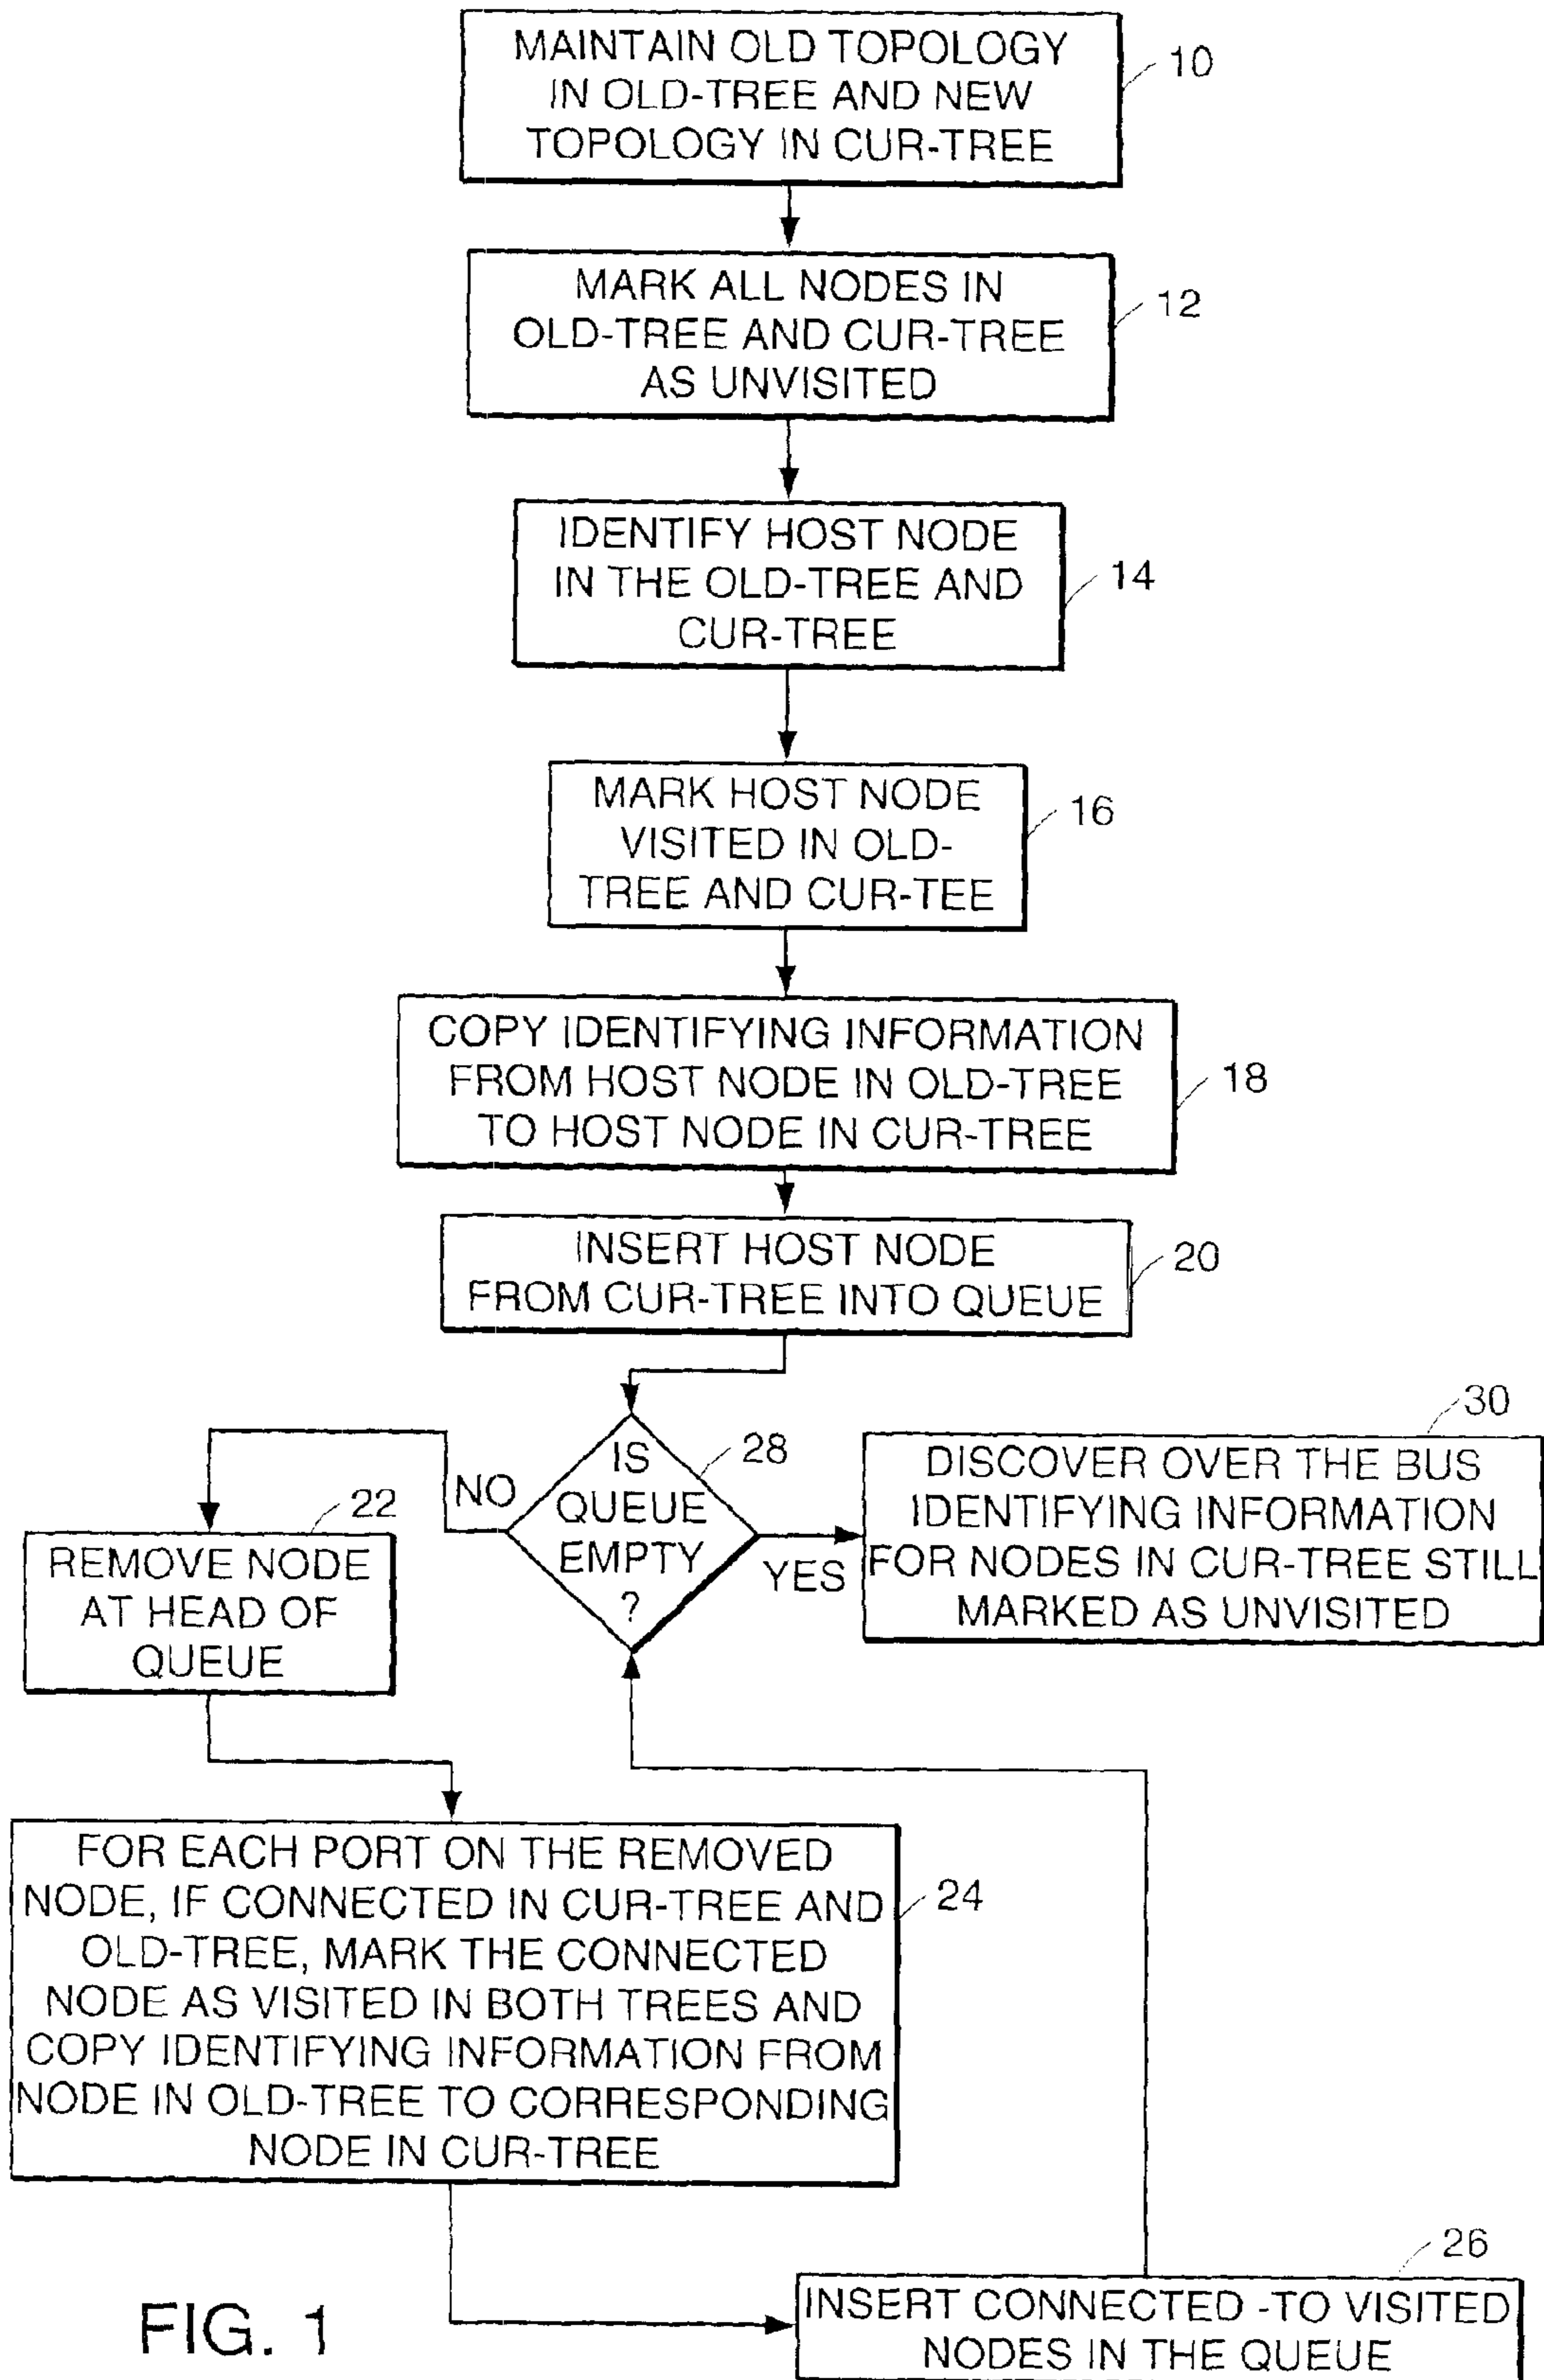 MAINTAIN OLD TOPOLOGY
IN OLD-TREE AND NEW
TOPOLOGY IN CUR-TREE
10
MARK ALL NODES IN
OLD-TREE AND CUR-TREE
AS UNVISITED
12
IDENTIFY HOST NODE
IN THE OLD-TREE AND
CUR-TREE
14
MARK HOST NODE
VISITED IN OLD-
TREE AND CUR-TEE
16
COPY IDENTIFYING INFORMATION
FROM HOST NODE IN OLD-TREE
TO HOST NODE IN CUR-TREE
18
INSERT HOST NODE
FROM CUR-TREE INTO QUEUE
20
IS
QUEUE
EMPTY
?
28
NO
YES
30
DISCOVER OVER THE BUS
IDENTIFYING INFORMATION
FOR NODES IN CUR-TREE STILL
MARKED AS UNVISITED
22
REMOVE NODE
AT HEAD OF
QUEUE
FOR EACH PORT ON THE REMOVED
NODE, IF CONNECTED IN CUR-TREE AND
OLD-TREE, MARK THE CONNECTED
NODE AS VISITED IN BOTH TREES AND
COPY IDENTIFYING INFORMATION FROM
NODE IN OLD-TREE TO CORRESPONDING
NODE IN CUR-TREE
24
26
INSERT CONNECTED -TO VISITED
NODES IN THE QUEUE
FIG. 1